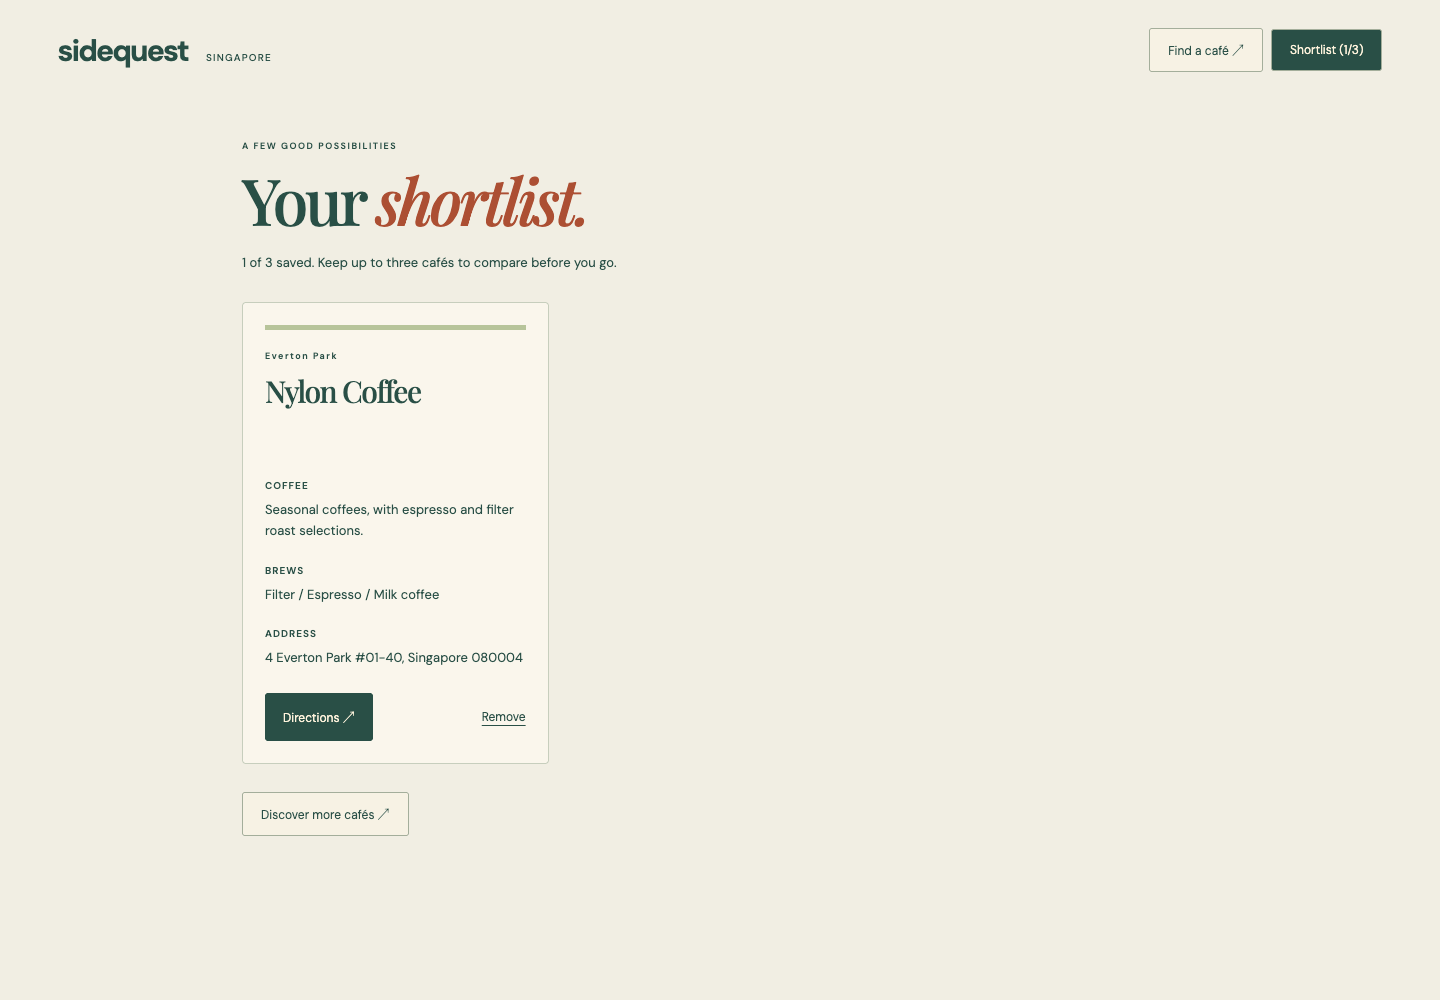 sidequest SINGAPORE
Find a café ↗ Shortlist (1/3)
A FEW GOOD POSSIBILITIES
Your shortlist.
1 of 3 saved. Keep up to three cafés to compare before you go.
Everton Park
Nylon Coffee
COFFEE
Seasonal coffees, with espresso and filter
roast selections.
BREWS
Filter / Espresso / Milk coffee
ADDRESS
4 Everton Park #01-40, Singapore 080004
Directions ↗ Remove
Discover more cafés ↗